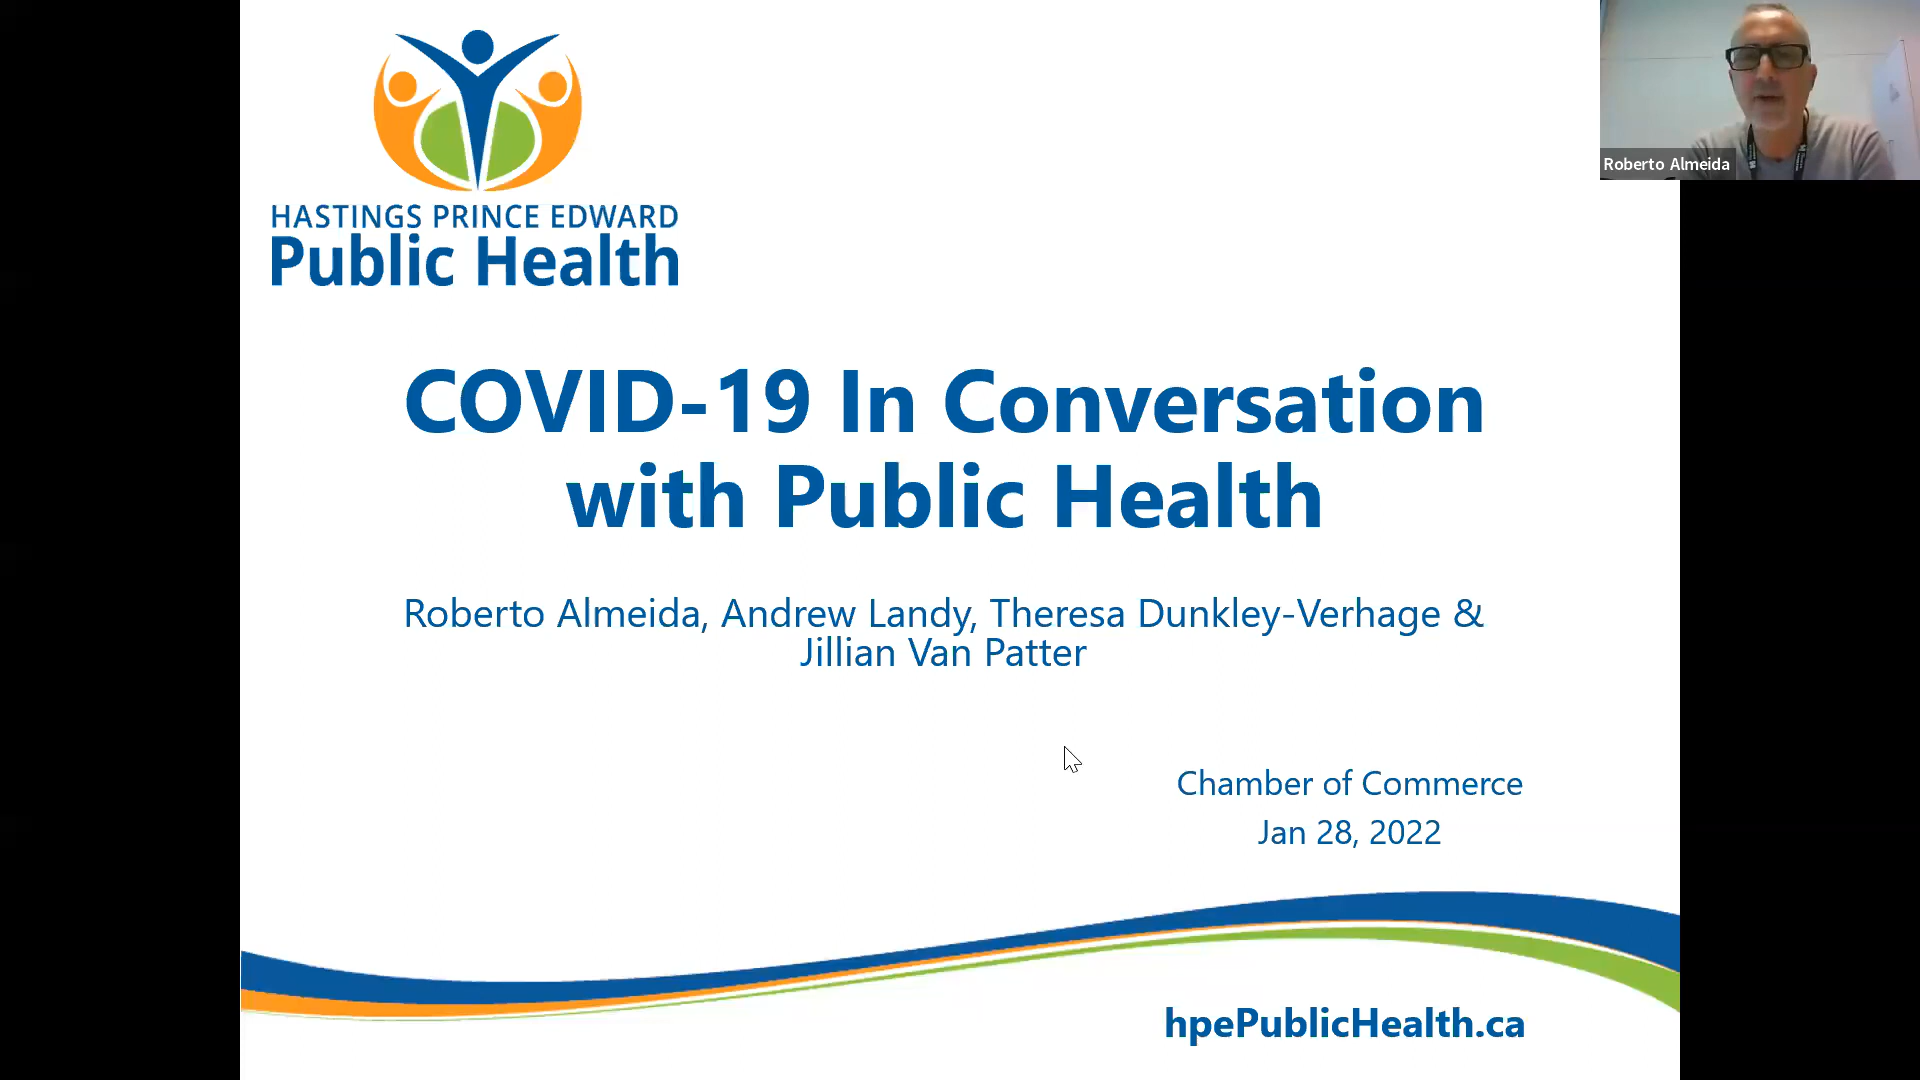 HASTINGS PRINCE EDWARD
Public Health
Roberto Almeida
COVID-19 In Conversation
with Public Health
Roberto Almeida, Andrew Landy, Theresa Dunkley-Verhage &
Jillian Van Patter
Chamber of Commerce
Jan 28, 2022
hpePublicHealth.ca